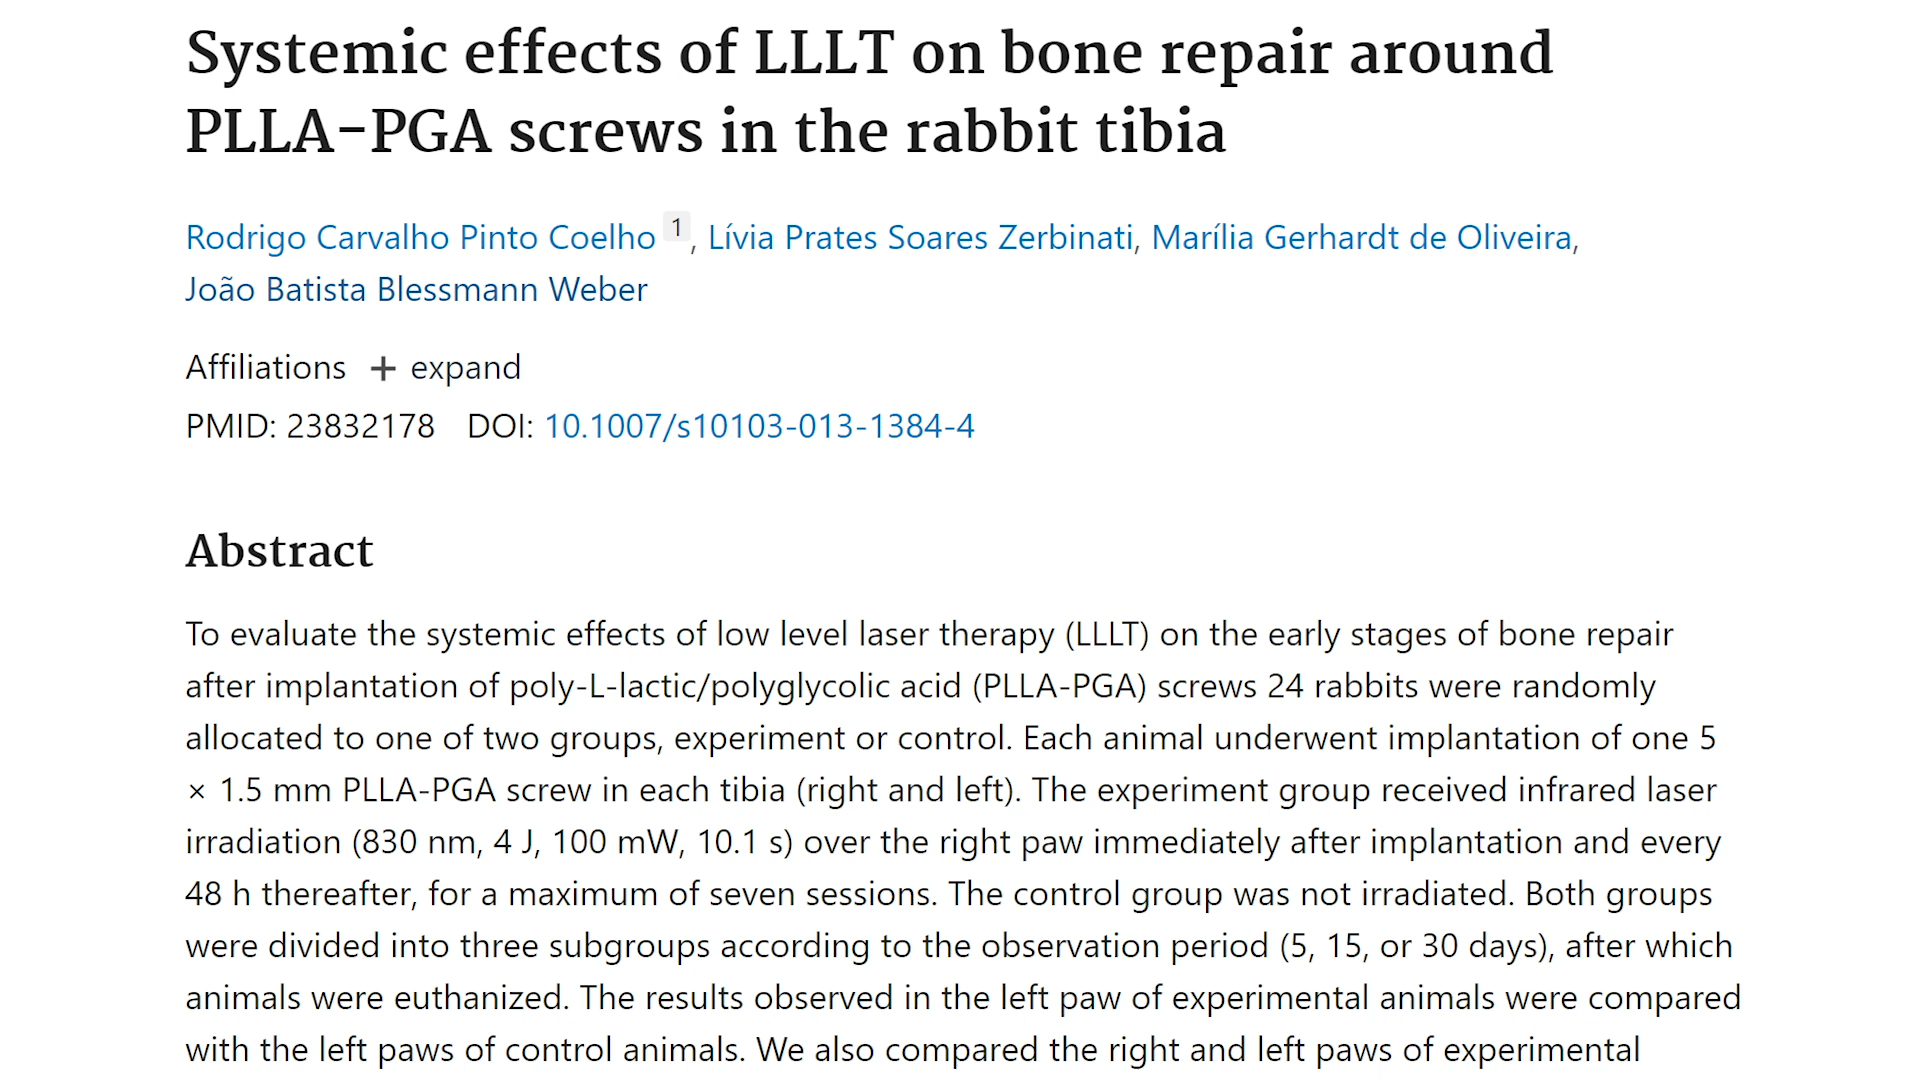 Systemic effects of LLLT on bone repair around
PLLA-PGA screws in the rabbit tibia
Rodrigo Carvalho Pinto Coelho 1, Lívia Prates Soares Zerbinati, Marília Gerhardt de Oliveira,
João Batista Blessmann Weber
Affiliations + expand
PMID: 23832178 DOI: 10.1007/s10103-013-1384-4
Abstract
To evaluate the systemic effects of low level laser therapy (LLLT) on the early stages of bone repair
after implantation of poly-L-lactic/polyglycolic acid (PLLA-PGA) screws 24 rabbits were randomly
allocated to one of two groups, experiment or control. Each animal underwent implantation of one 5
× 1.5 mm PLLA-PGA screw in each tibia (right and left). The experiment group received infrared laser
irradiation (830 nm, 4 J, 100 mW, 10.1 s) over the right paw immediately after implantation and every
48 h thereafter, for a maximum of seven sessions. The control group was not irradiated. Both groups
were divided into three subgroups according to the observation period (5, 15, or 30 days), after which
animals were euthanized. The results observed in the left paw of experimental animals were compared
with the left paws of control animals. We also compared the right and left paws of experimental